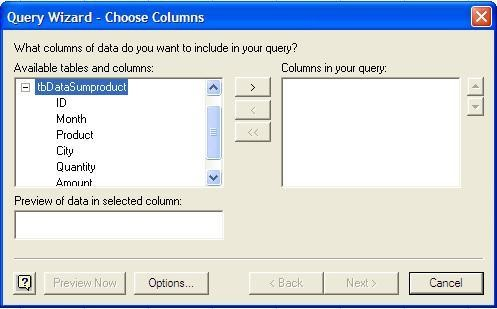 Query Wizard - Choose Columns
What columns of data do you want to include in your query?
Available tables and columns:
Columns in your query:
tbDataSumproduct
ID
Month
Product
City
Quantity
Amount
>
<
<<
Preview of data in selected column:
?
Preview Now
Options...
< Back
Next >
Cancel